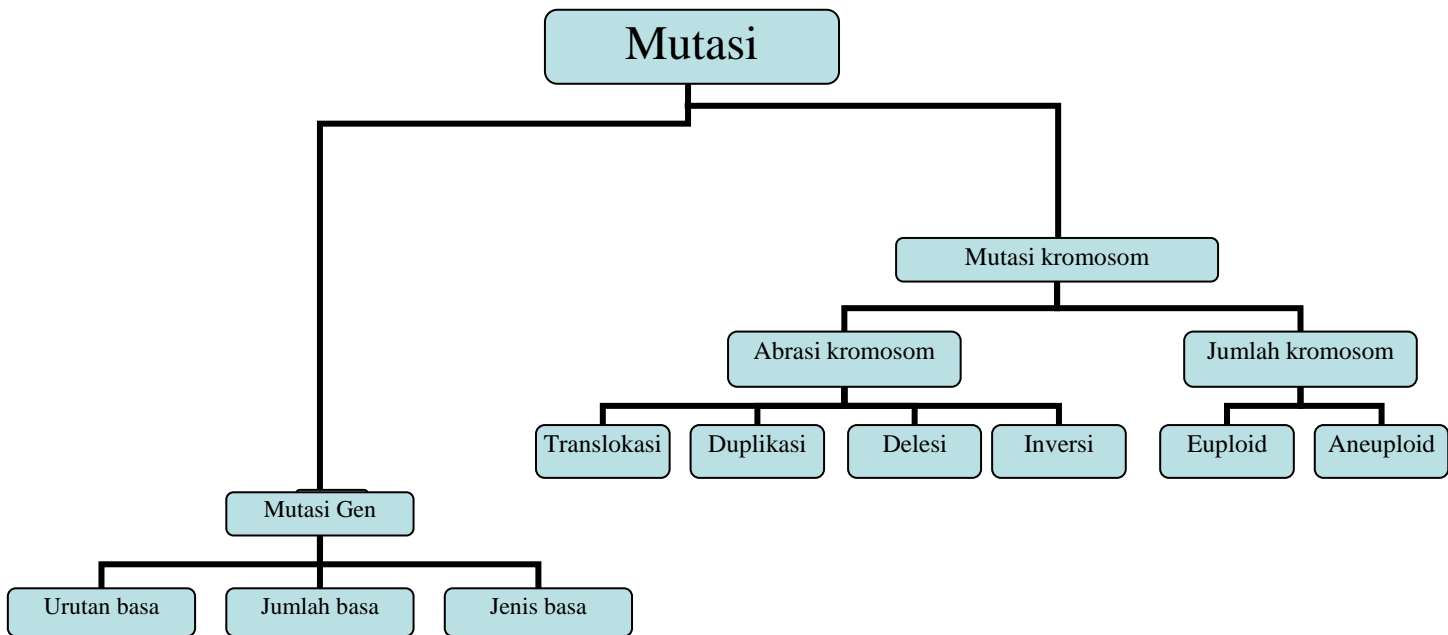 Mutasi
Mutasi kromosom
Abrasi kromosom
Jumlah kromosom
Translokasi
Duplikasi
Delesi
Inversi
Euploid
Aneuploid
Mutasi Gen
Urutan basa
Jumlah basa
Jenis basa